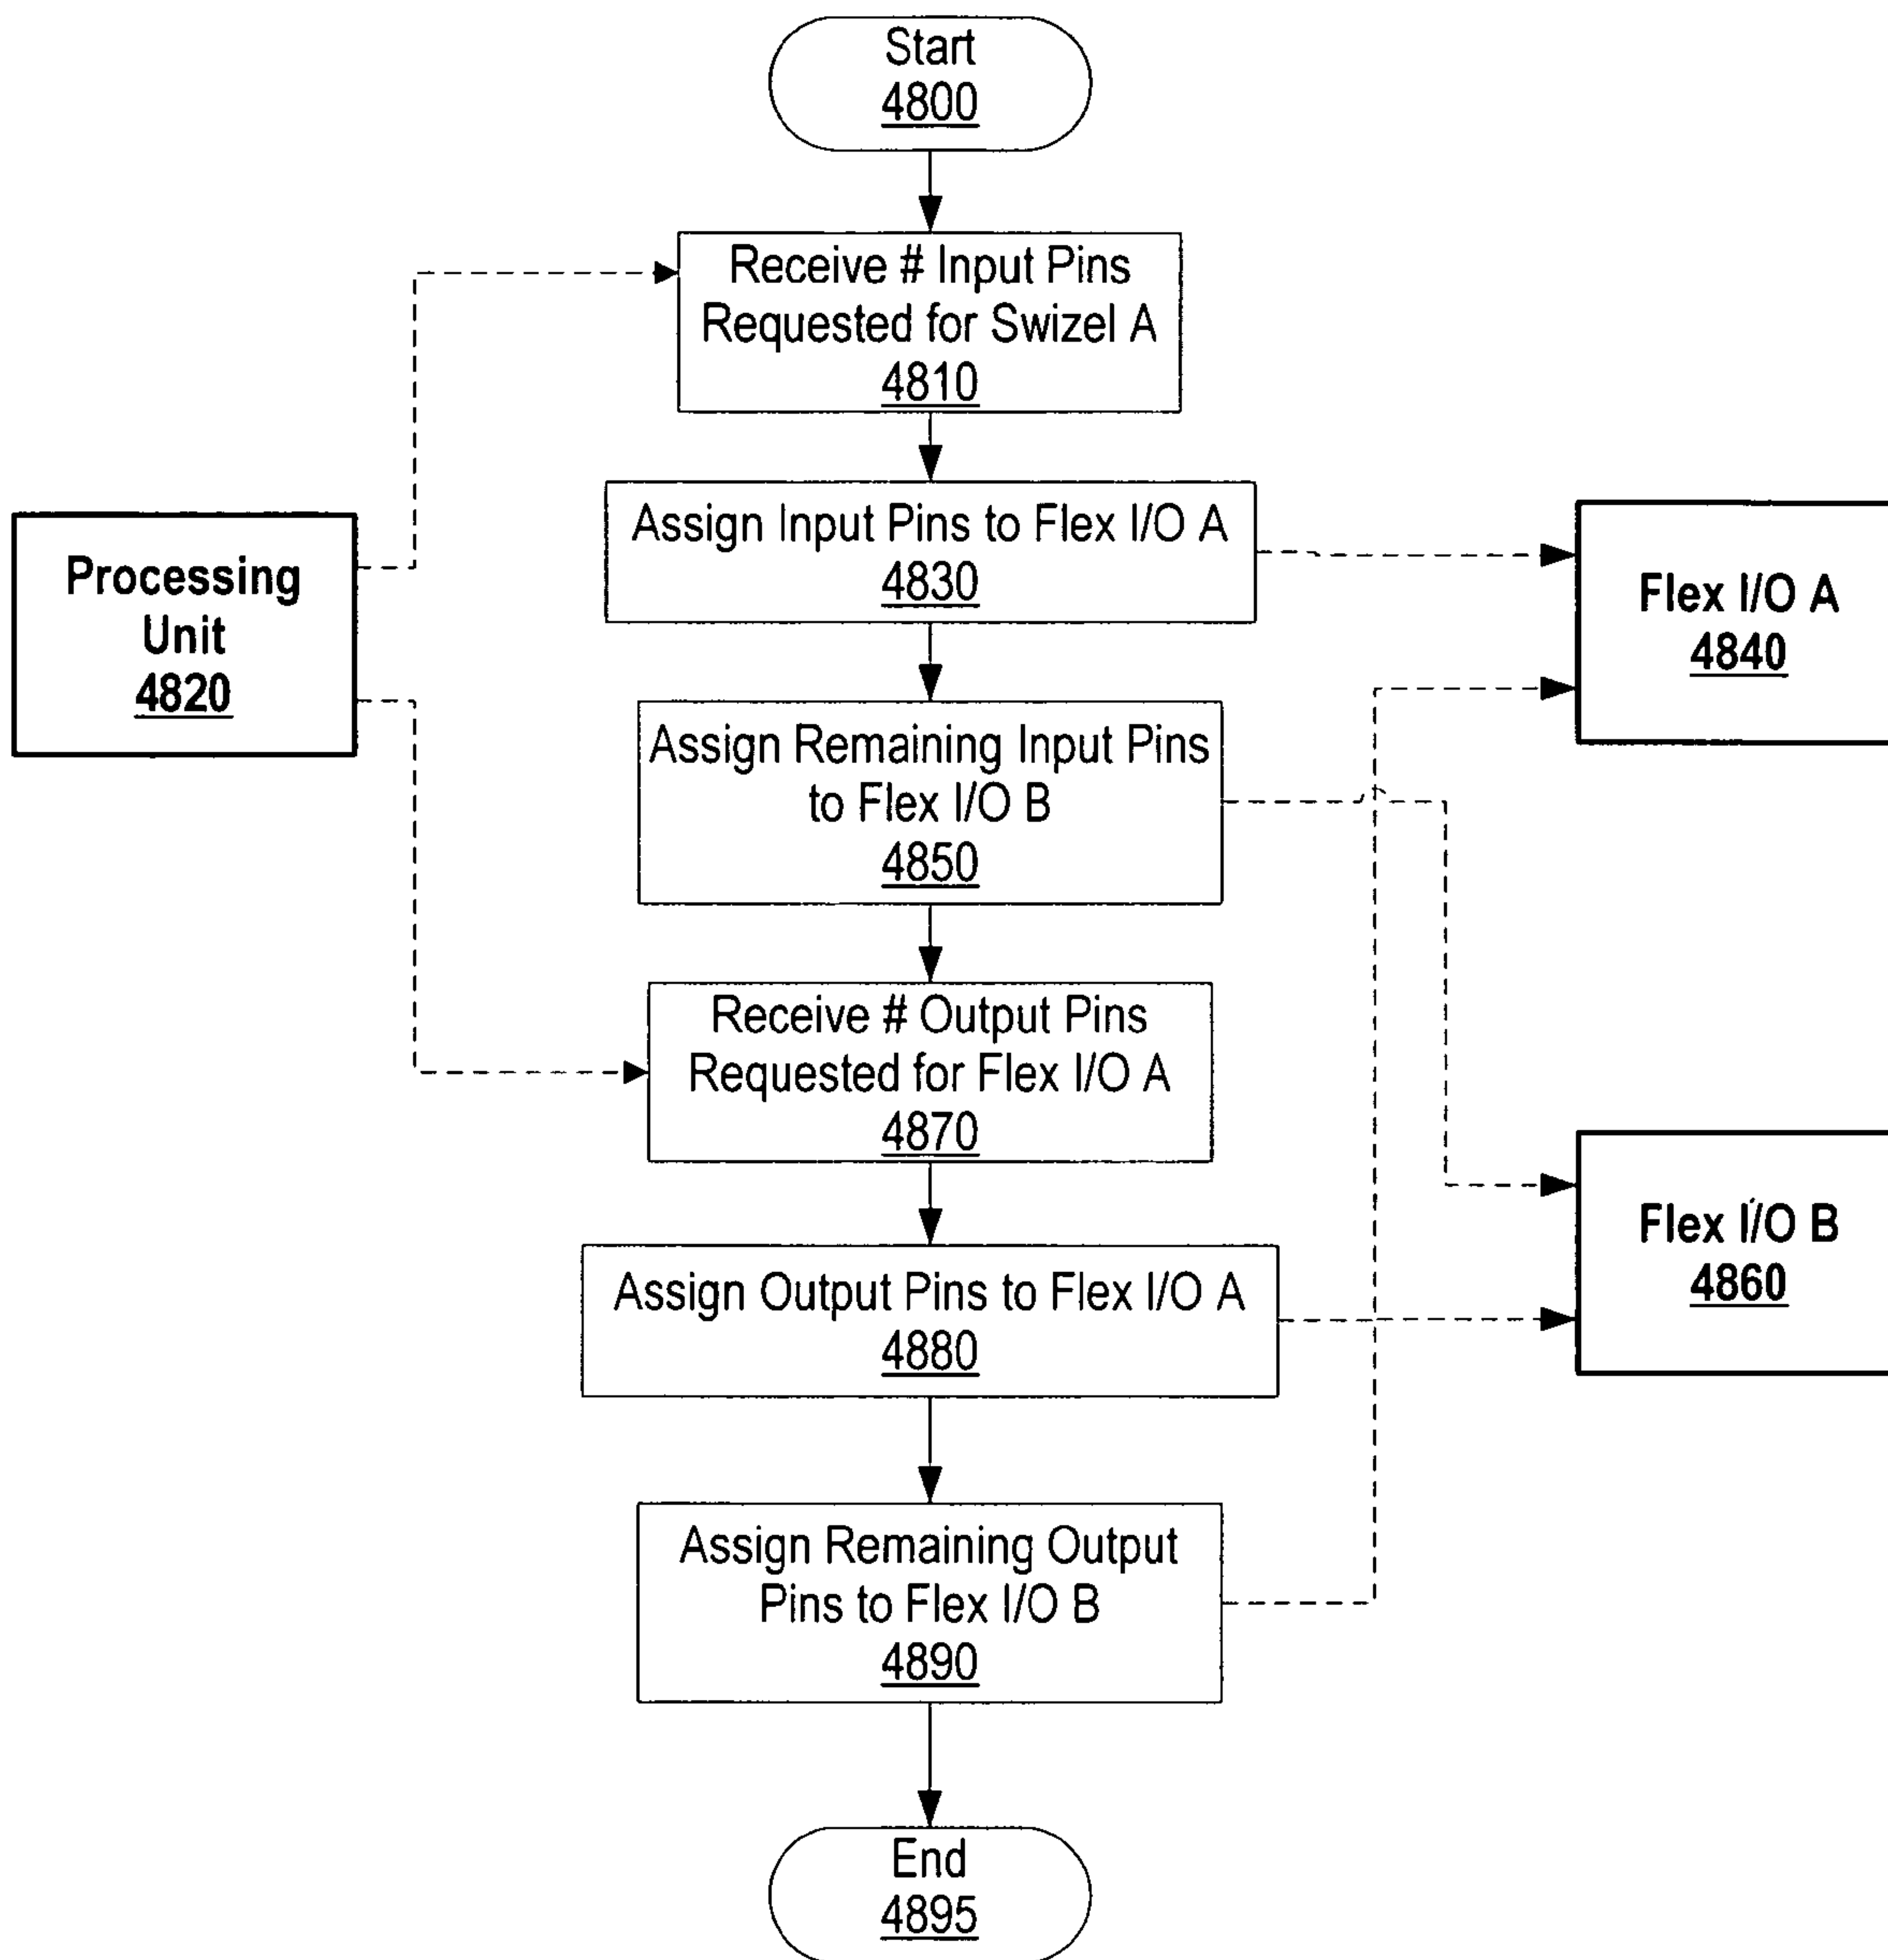 Start
4800
Receive # Input Pins
Requested for Swizel A
4810
Assign Input Pins to Flex I/O A
4830
Processing
Unit
4820
Flex I/O A
4840
Assign Remaining Input Pins
to Flex I/O B
4850
Receive # Output Pins
Requested for Flex I/O A
4870
Flex I/O B
4860
Assign Output Pins to Flex I/O A
4880
Assign Remaining Output
Pins to Flex I/O B
4890
End
4895